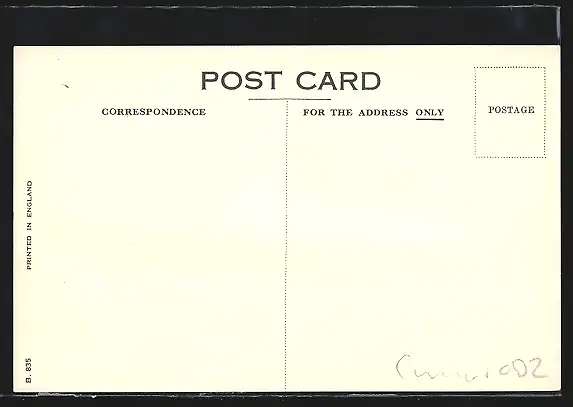 POST CARD
CORRESPONDENCE
FOR THE ADDRESS ONLY
POSTAGE
PRINTED IN ENGLAND
B. 835